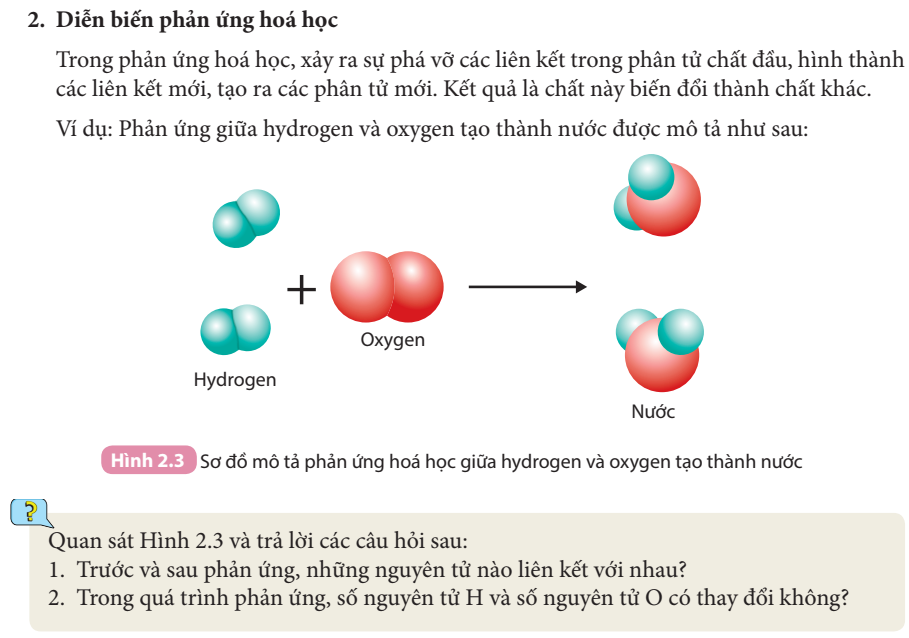 2. Diễn biến phản ứng hoá học
Trong phản ứng hoá học, xảy ra sự phá vỡ các liên kết trong phân tử chất đầu, hình thành
các liên kết mới, tạo ra các phân tử mới. Kết quả là chất này biến đổi thành chất khác.
Ví dụ: Phản ứng giữa hydrogen và oxygen tạo thành nước được mô tả như sau:
+
Oxygen
Hydrogen
Nước
Hình 2.3 Sơ đồ mô tả phản ứng hoá học giữa hydrogen và oxygen tạo thành nước
?
Quan sát Hình 2.3 và trả lời các câu hỏi sau:
1. Trước và sau phản ứng, những nguyên tử nào liên kết với nhau?
2. Trong quá trình phản ứng, số nguyên tử H và số nguyên tử O có thay đổi không?